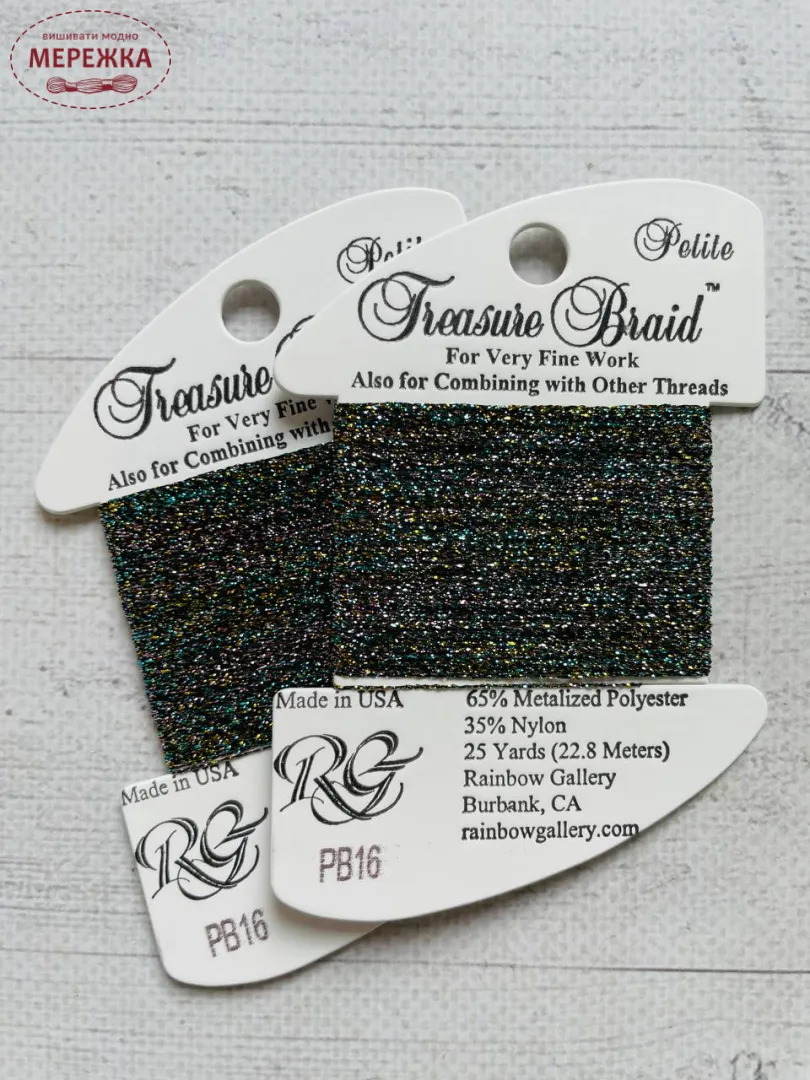 вишивати модно
МЕРЕЖКА
Petite
Treasure Braid™
For Very Fine Work
Also for Combining with Other Threads
65% Metalized Polyester
35% Nylon
25 Yards (22.8 Meters)
Rainbow Gallery
Burbank, CA
rainbowgallery.com
Made in USA
RG
PB16
Treasure
For Very Fine
Also for Combining with
Made in USA
RG
PB16